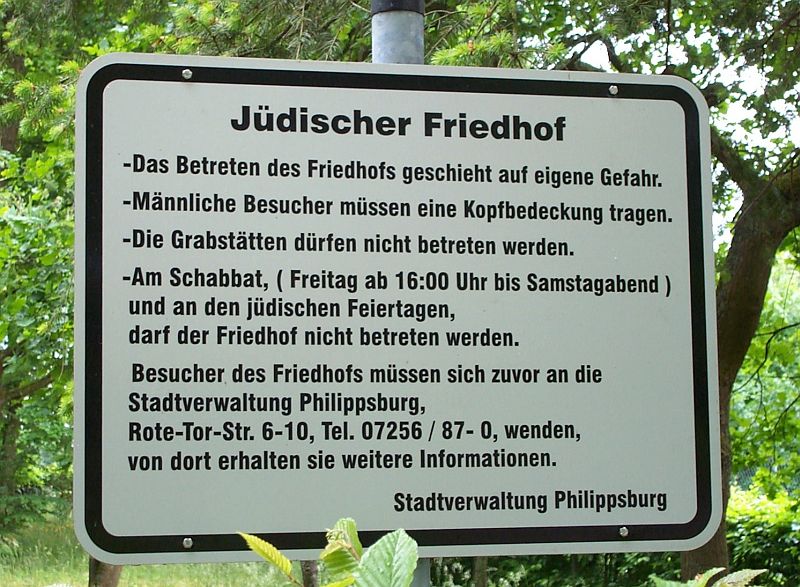 Jüdischer Friedhof
-Das Betreten des Friedhofs geschieht auf eigene Gefahr.
-Männliche Besucher müssen eine Kopfbedeckung tragen.
-Die Grabstätten dürfen nicht betreten werden.
-Am Schabbat, ( Freitag ab 16:00 Uhr bis Samstagabend )
und an den jüdischen Feiertagen,
darf der Friedhof nicht betreten werden.
Besucher des Friedhofs müssen sich zuvor an die
Stadtverwaltung Philippsburg,
Rote-Tor-Str. 6-10, Tel. 07256 / 87- 0, wenden,
von dort erhalten sie weitere Informationen.
Stadtverwaltung Philippsburg